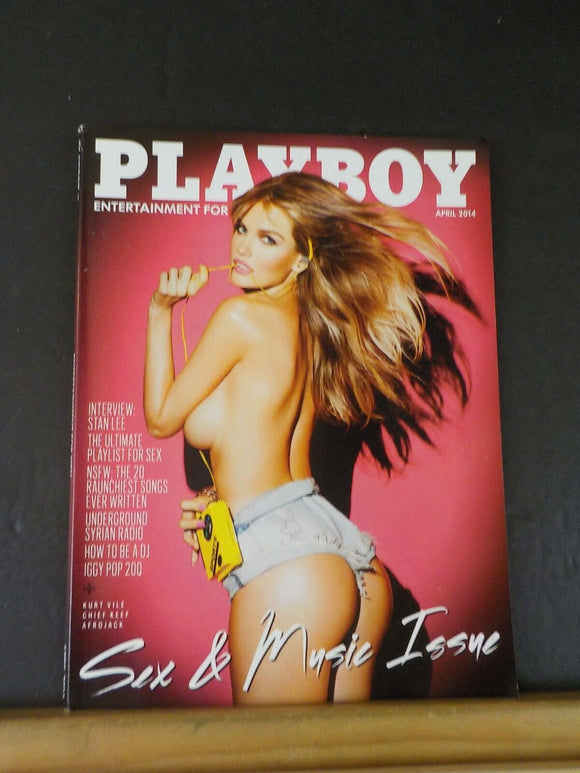 PLAYBOY
ENTERTAINMENT FOR
APRIL 2014
INTERVIEW:
STAN LEE
THE ULTIMATE
PLAYLIST FOR SEX
NSFW: THE 20
RAUNCHIEST SONGS
EVER WRITTEN
UNDERGROUND
SYRIAN RADIO
HOW TO BE A DJ
IGGY POP 20Q
+
KURT VILE
CHIEF KEEF
AFROJACK
Sex & Music Issue